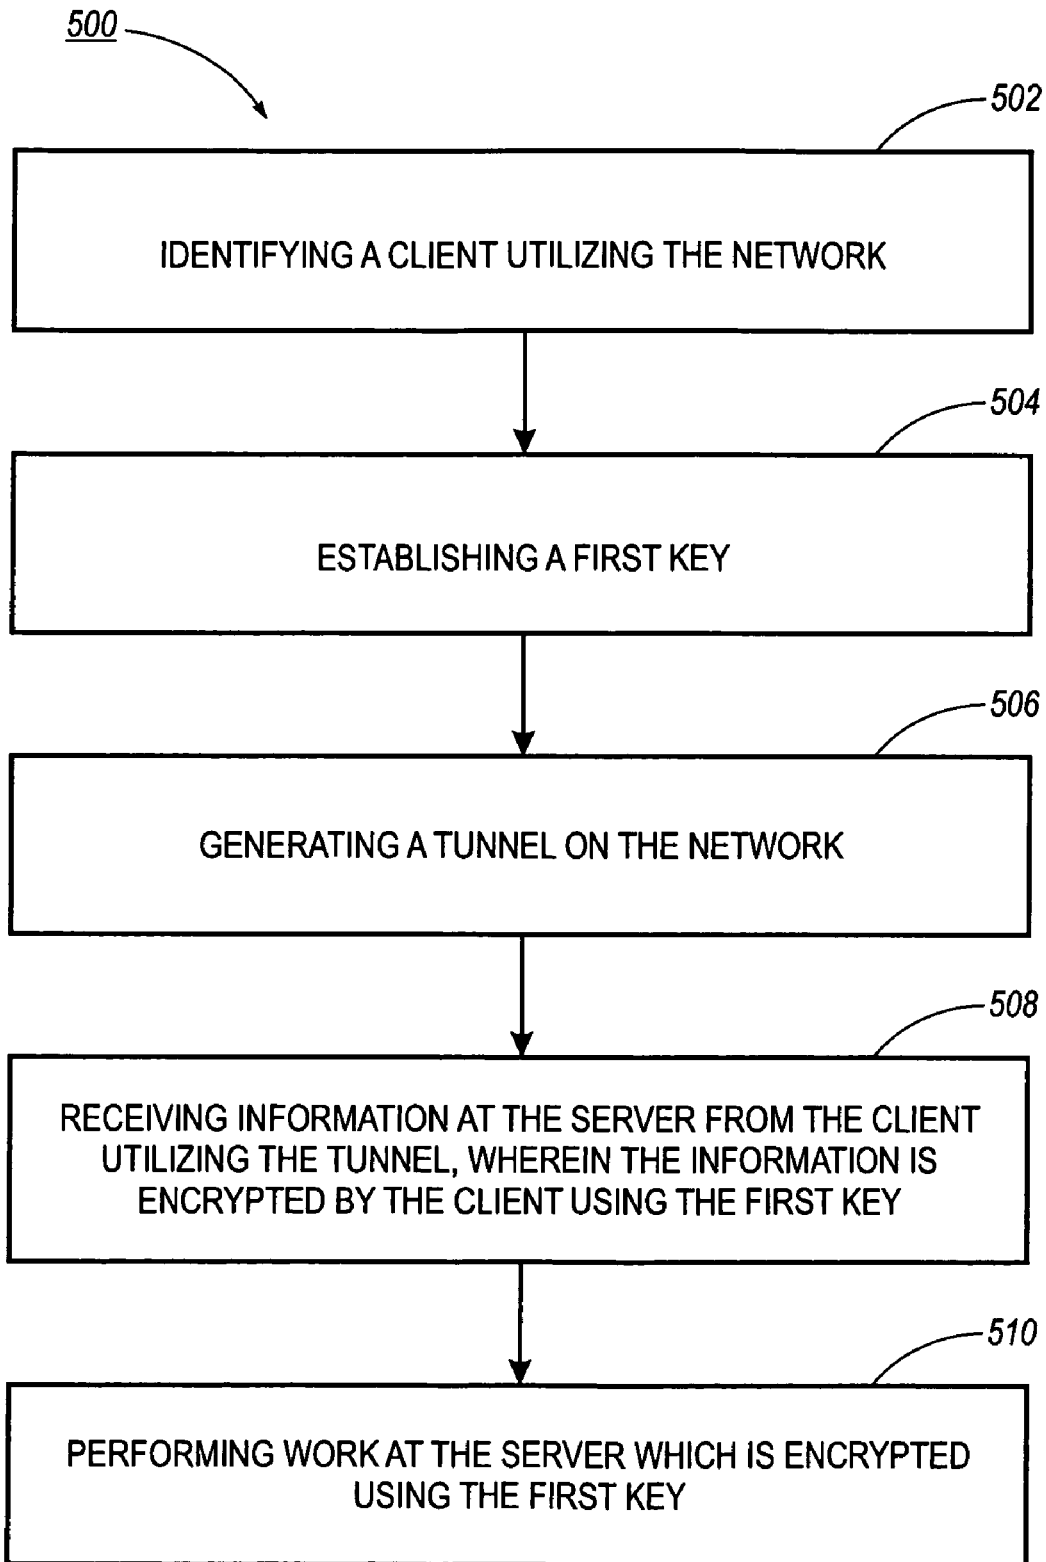 500
502
IDENTIFYING A CLIENT UTILIZING THE NETWORK
504
ESTABLISHING A FIRST KEY
506
GENERATING A TUNNEL ON THE NETWORK
508
RECEIVING INFORMATION AT THE SERVER FROM THE CLIENT
UTILIZING THE TUNNEL, WHEREIN THE INFORMATION IS
ENCRYPTED BY THE CLIENT USING THE FIRST KEY
510
PERFORMING WORK AT THE SERVER WHICH IS ENCRYPTED
USING THE FIRST KEY